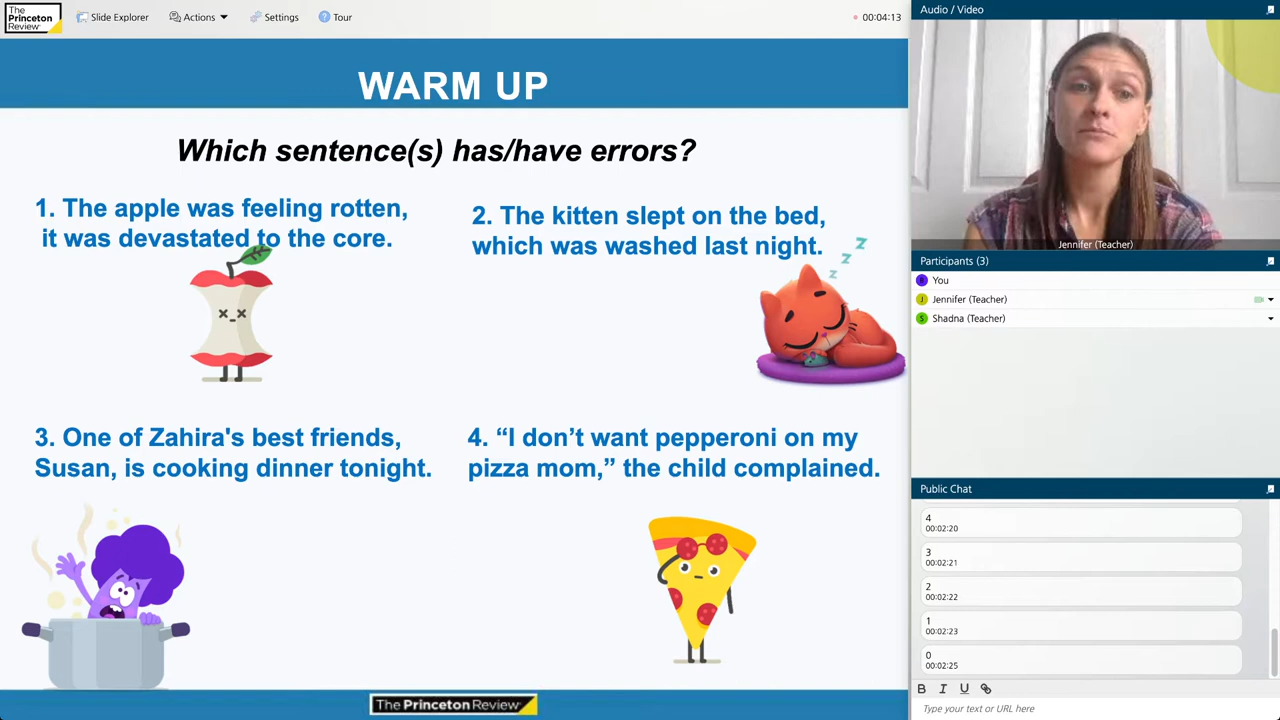 The
Princeton
Review
Slide Explorer
Actions
Settings
Tour
00:04:13
WARM UP
Which sentence(s) has/have errors?
1. The apple was feeling rotten,
it was devastated to the core.
2. The kitten slept on the bed,
which was washed last night.
z
z
z
3. One of Zahira's best friends,
Susan, is cooking dinner tonight.
4. “I don’t want pepperoni on my
pizza mom,” the child complained.
The Princeton Review
Audio / Video
Jennifer (Teacher)
Participants (3)
You
J Jennifer (Teacher)
S Shadna (Teacher)
Public Chat
4
00:02:20
3
00:02:21
2
00:02:22
1
00:02:23
0
00:02:25
B I U
Type your text or URL here